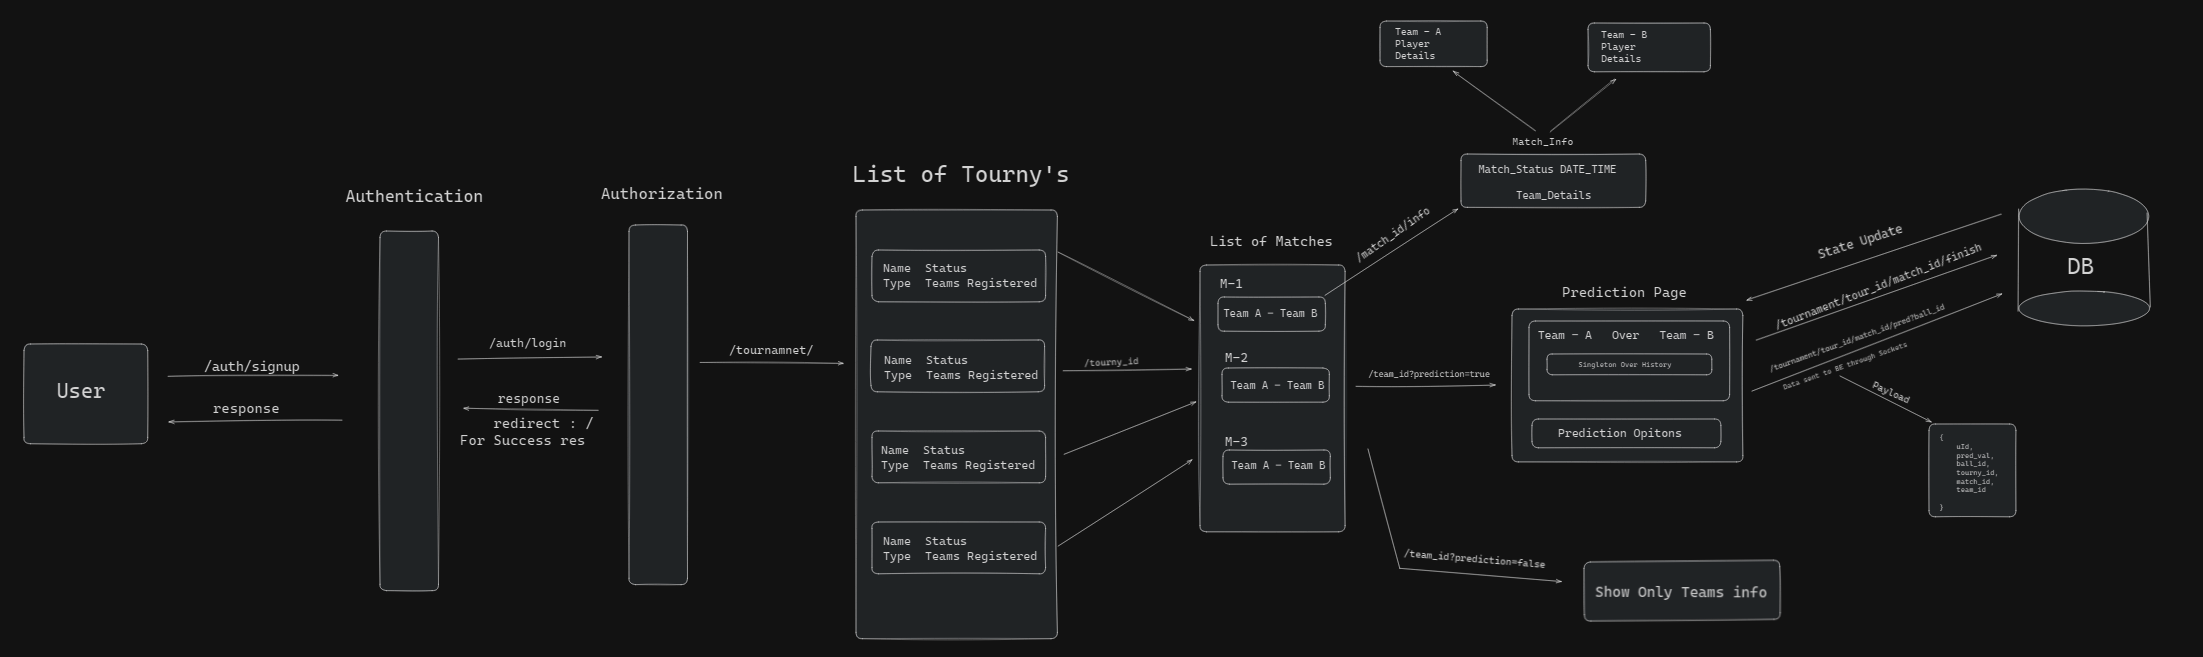 User
/auth/signup
response
Authentication
/auth/login
response
redirect : /
For Success res
Authorization
/tournamnet/
List of Tourny's
Name Status
Type Teams Registered
Name Status
Type Teams Registered
Name Status
Type Teams Registered
Name Status
Type Teams Registered
/tourny_id
List of Matches
M-1
Team A - Team B
M-2
Team A - Team B
M-3
Team A - Team B
/match_id/info
Team - A
Player
Details
Team - B
Player
Details
Match_Info
Match_Status DATE_TIME
Team_Details
/team_id?prediction=true
Prediction Page
Team - A Over Team - B
Singleton Over History
Prediction Opitons
/team_id?prediction=false
Show Only Teams info
State Update
/tournament/tour_id/match_id/finish
/tournament/tour_id/match_id/pred?ball_id
Data sent to BE through Sockets
Payload
DB
{
uId,
pred_val,
ball_id,
tourny_id,
match_id,
team_id
}